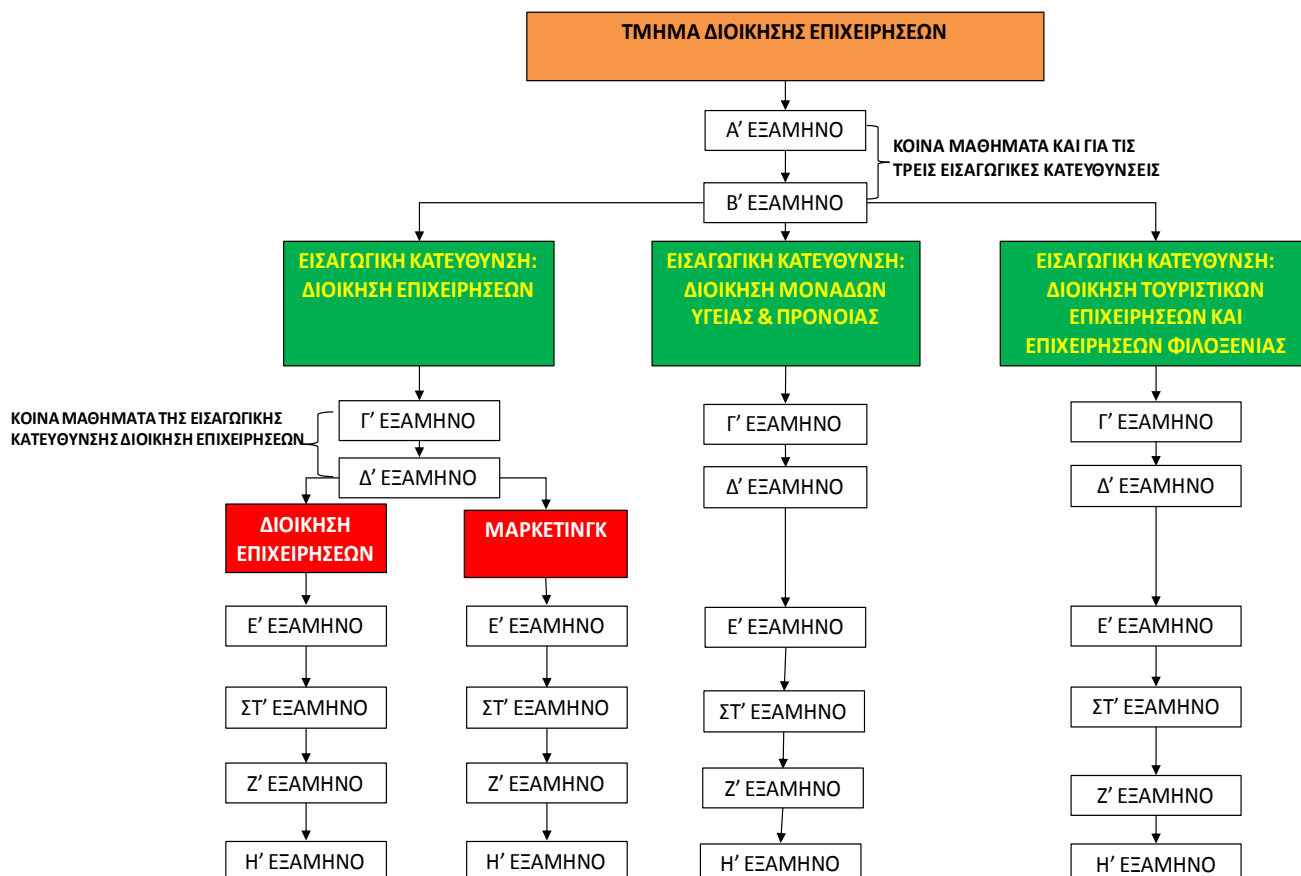 ΤΜΗΜΑ ΔΙΟΙΚΗΣΗΣ ΕΠΙΧΕΙΡΗΣΕΩΝ
Α’ ΕΞΑΜΗΝΟ
ΚΟΙΝΑ ΜΑΘΗΜΑΤΑ ΚΑΙ ΓΙΑ ΤΙΣ
ΤΡΕΙΣ ΕΙΣΑΓΩΓΙΚΕΣ ΚΑΤΕΥΘΥΝΣΕΙΣ
Β’ ΕΞΑΜΗΝΟ
ΕΙΣΑΓΩΓΙΚΗ ΚΑΤΕΥΘΥΝΣΗ:
ΔΙΟΙΚΗΣΗ ΕΠΙΧΕΙΡΗΣΕΩΝ
ΕΙΣΑΓΩΓΙΚΗ ΚΑΤΕΥΘΥΝΣΗ:
ΔΙΟΙΚΗΣΗ ΜΟΝΑΔΩΝ
ΥΓΕΙΑΣ & ΠΡΟΝΟΙΑΣ
ΕΙΣΑΓΩΓΙΚΗ ΚΑΤΕΥΘΥΝΣΗ:
ΔΙΟΙΚΗΣΗ ΤΟΥΡΙΣΤΙΚΩΝ
ΕΠΙΧΕΙΡΗΣΕΩΝ ΚΑΙ
ΕΠΙΧΕΙΡΗΣΕΩΝ ΦΙΛΟΞΕΝΙΑΣ
ΚΟΙΝΑ ΜΑΘΗΜΑΤΑ ΤΗΣ ΕΙΣΑΓΩΓΙΚΗΣ
ΚΑΤΕΥΘΥΝΣΗΣ ΔΙΟΙΚΗΣΗ ΕΠΙΧΕΙΡΗΣΕΩΝ
Γ’ ΕΞΑΜΗΝΟ
Γ’ ΕΞΑΜΗΝΟ
Γ’ ΕΞΑΜΗΝΟ
Δ’ ΕΞΑΜΗΝΟ
Δ’ ΕΞΑΜΗΝΟ
Δ’ ΕΞΑΜΗΝΟ
ΔΙΟΙΚΗΣΗ
ΕΠΙΧΕΙΡΗΣΕΩΝ
ΜΑΡΚΕΤΙΝΓΚ
Ε’ ΕΞΑΜΗΝΟ
Ε’ ΕΞΑΜΗΝΟ
Ε’ ΕΞΑΜΗΝΟ
Ε’ ΕΞΑΜΗΝΟ
ΣΤ’ ΕΞΑΜΗΝΟ
ΣΤ’ ΕΞΑΜΗΝΟ
ΣΤ’ ΕΞΑΜΗΝΟ
ΣΤ’ ΕΞΑΜΗΝΟ
Ζ’ ΕΞΑΜΗΝΟ
Ζ’ ΕΞΑΜΗΝΟ
Ζ’ ΕΞΑΜΗΝΟ
Ζ’ ΕΞΑΜΗΝΟ
Η’ ΕΞΑΜΗΝΟ
Η’ ΕΞΑΜΗΝΟ
Η’ ΕΞΑΜΗΝΟ
Η’ ΕΞΑΜΗΝΟ